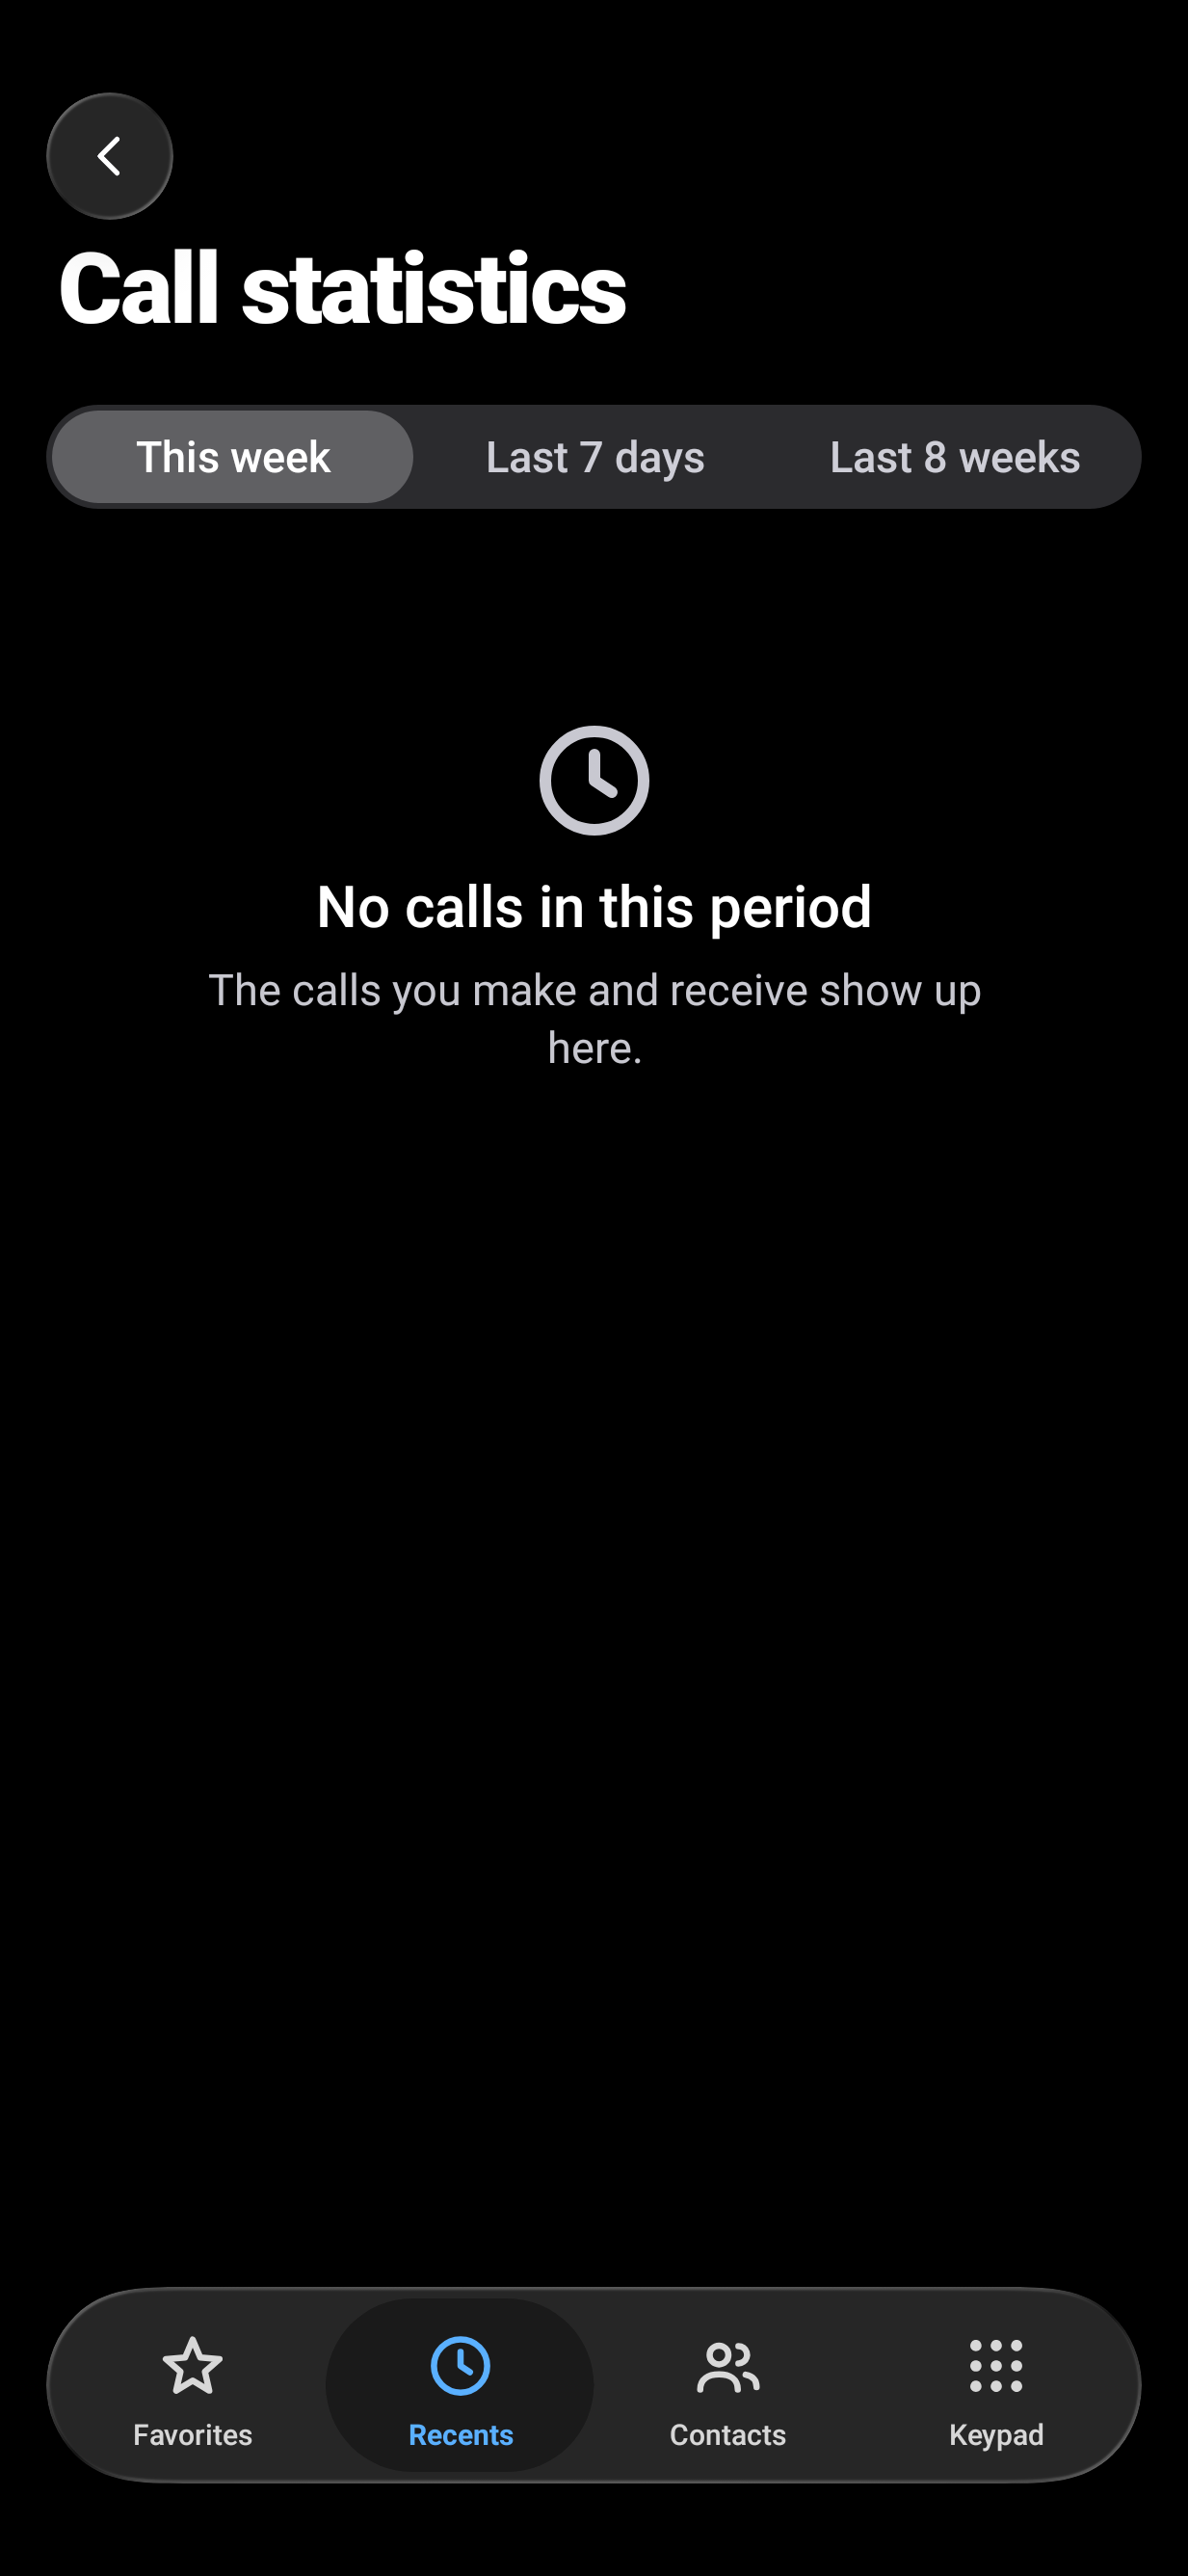 Call statistics
This week
Last 7 days
Last 8 weeks
No calls in this period
The calls you make and receive show up
here.
Favorites
Recents
Contacts
Keypad